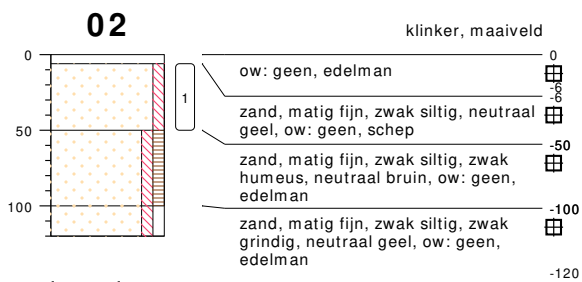 02
klinker, maaiveld
0
0
ow: geen, edelman
-6
-6
zand, matig fijn, zwak siltig, neutraal
geel, ow: geen, schep
1
50
-50
zand, matig fijn, zwak siltig, zwak
humeus, neutraal bruin, ow: geen,
edelman
100
-100
zand, matig fijn, zwak siltig, zwak
grindig, neutraal geel, ow: geen,
edelman
-120